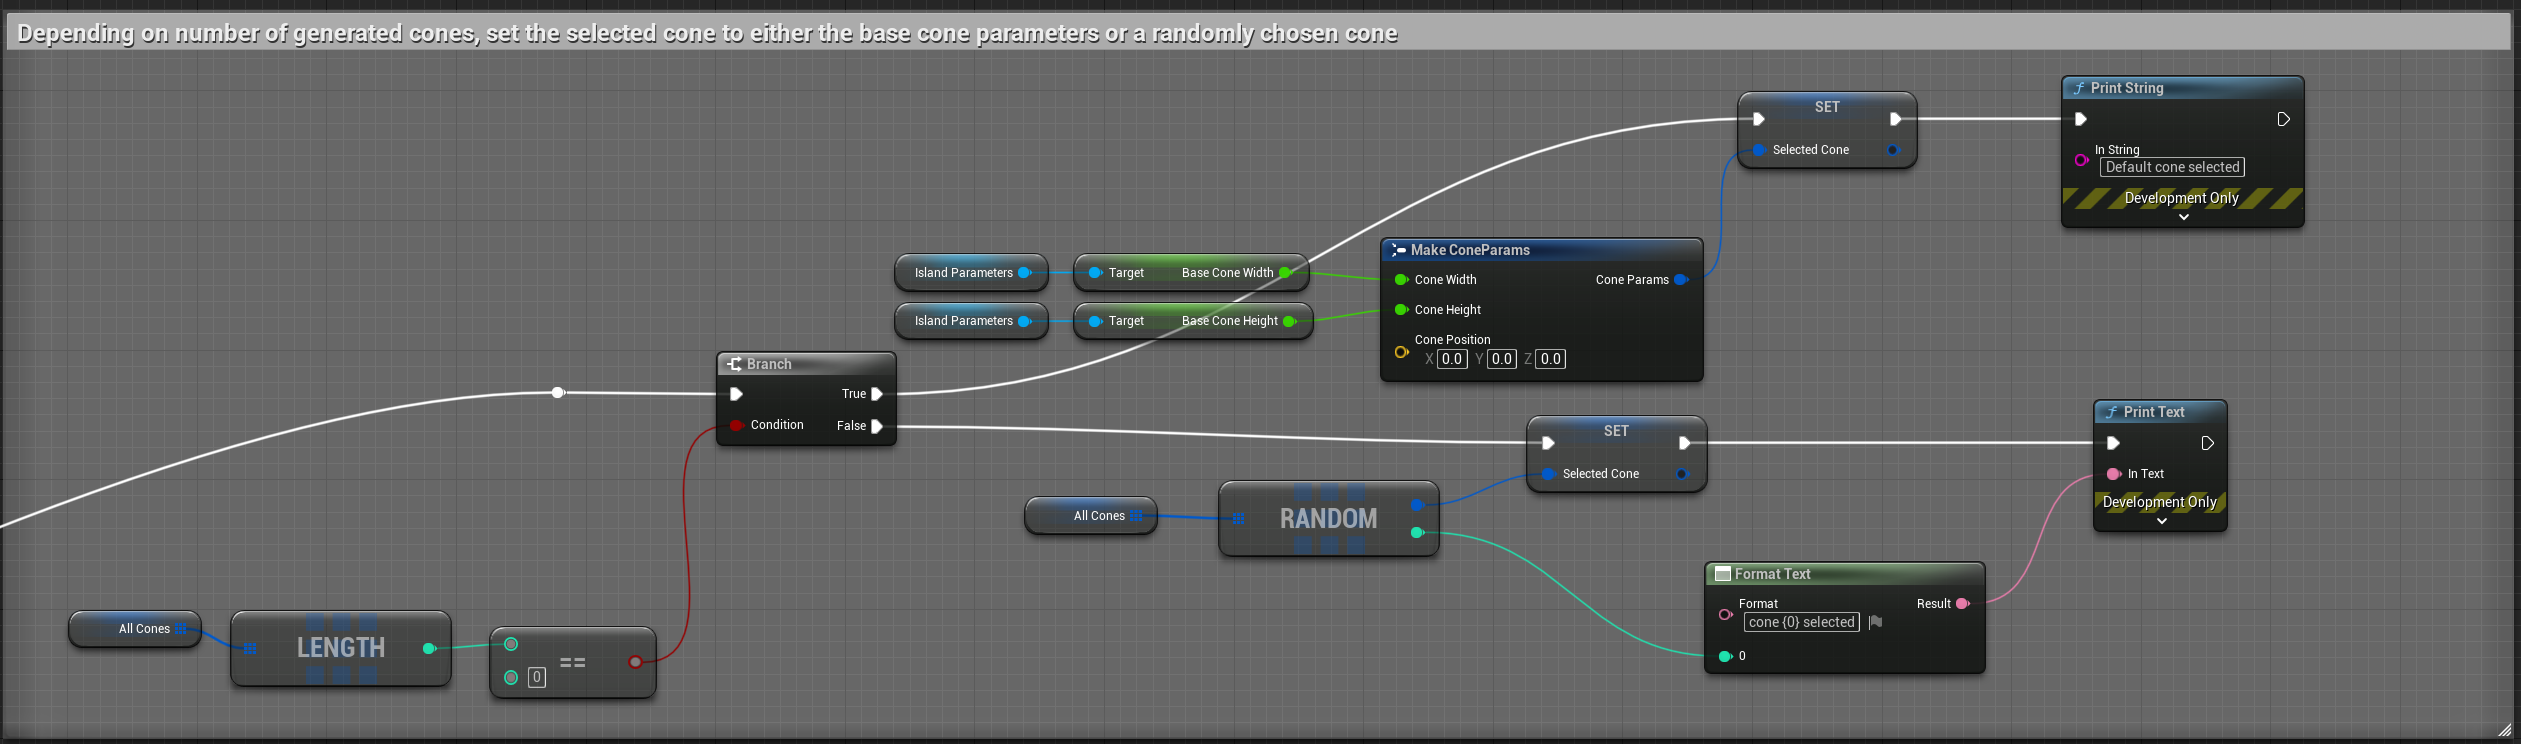 Depending on number of generated cones, set the selected cone to either the base cone parameters or a randomly chosen cone
SET
Selected Cone
Print String
In String
Default cone selected
Development Only
Island Parameters
Target Base Cone Width
Island Parameters
Target Base Cone Height
Make ConeParams
Cone Width Cone Params
Cone Height
Cone Position
X 0.0 Y 0.0 Z 0.0
Branch
True
Condition False
SET
Selected Cone
Print Text
In Text
Development Only
All Cones
RANDOM
Format Text
Format Result
cone {0} selected
0
All Cones
LENGTH
==
0